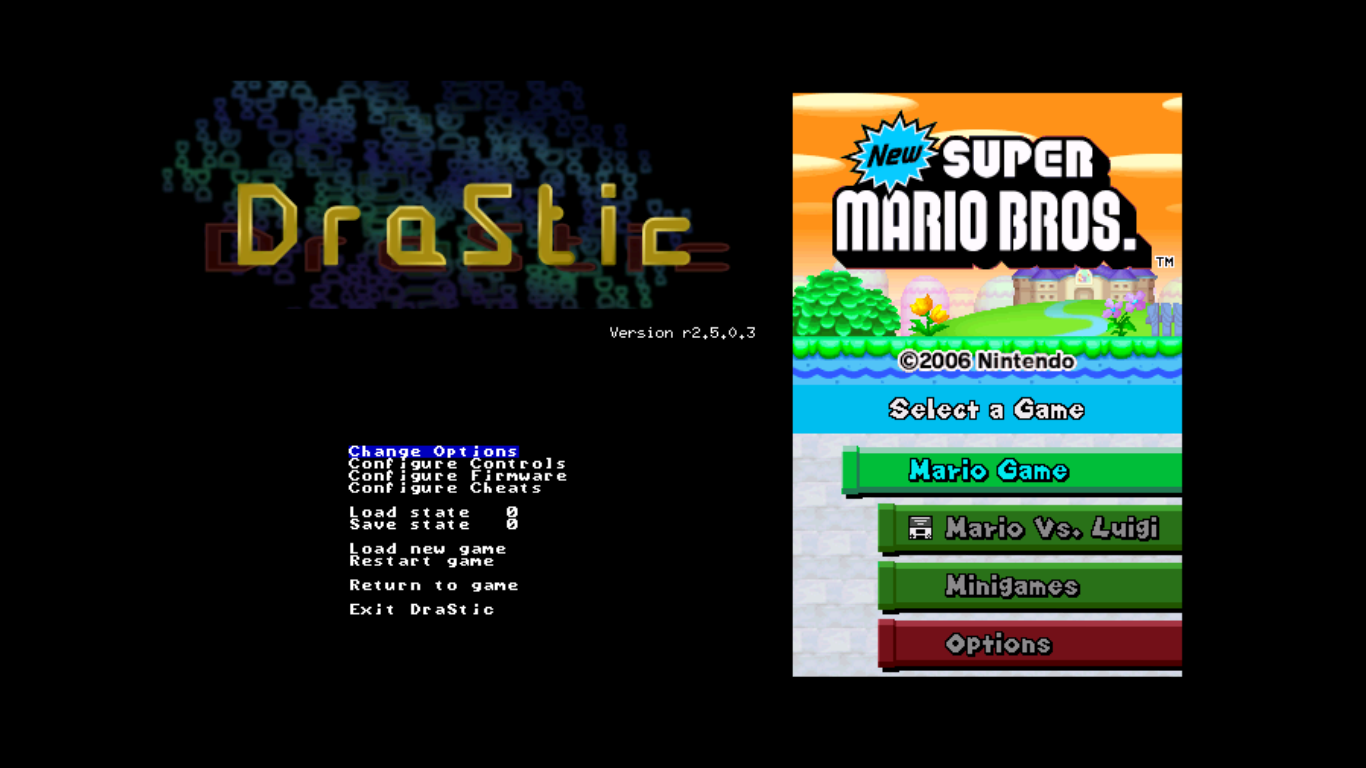 DraStic
Version r2.5.0.3
Change Options
Configure Controls
Configure Firmware
Configure Cheats
Load state 0
Save state 0
Load new game
Restart game
Return to game
Exit DraStic
New SUPER
MARIO BROS.
TM
©2006 Nintendo
Select a Game
Mario Game
Mario Vs. Luigi
Minigames
Options